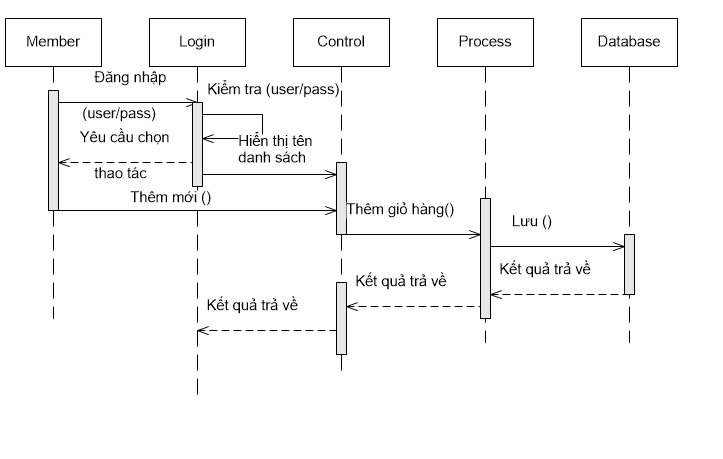 Member
Login
Control
Process
Database
Đăng nhập
(user/pass)
Kiểm tra (user/pass)
Yêu cầu chọn
thao tác
Hiển thị tên
danh sách
Thêm mới ()
Thêm giỏ hàng()
Lưu ()
Kết quả trả về
Kết quả trả về
Kết quả trả về